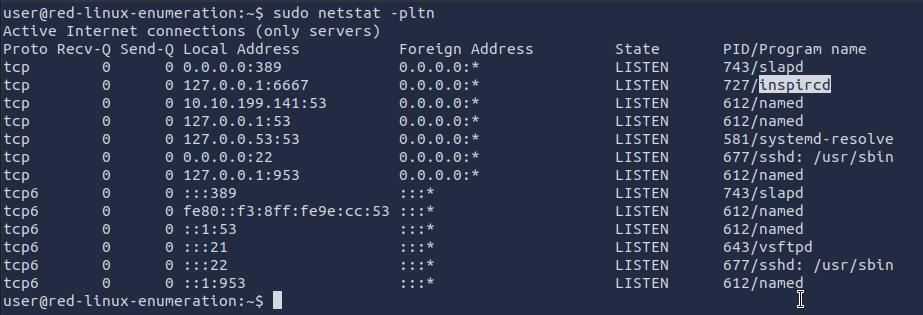 user@red-linux-enumeration:~$ sudo netstat -pltn
Active Internet connections (only servers)
Proto Recv-Q Send-Q Local Address           Foreign Address         State       PID/Program name
tcp        0      0 0.0.0.0:389             0.0.0.0:*               LISTEN      743/slapd
tcp        0      0 127.0.0.1:6667          0.0.0.0:*               LISTEN      727/inspircd
tcp        0      0 10.10.199.141:53        0.0.0.0:*               LISTEN      612/named
tcp        0      0 127.0.0.1:53            0.0.0.0:*               LISTEN      612/named
tcp        0      0 127.0.0.53:53           0.0.0.0:*               LISTEN      581/systemd-resolve
tcp        0      0 0.0.0.0:22              0.0.0.0:*               LISTEN      677/sshd: /usr/sbin
tcp        0      0 127.0.0.1:953           0.0.0.0:*               LISTEN      612/named
tcp6       0      0 :::389                  :::*                    LISTEN      743/slapd
tcp6       0      0 fe80::f3:8ff:fe9e:cc:53 :::*                    LISTEN      612/named
tcp6       0      0 ::1:53                  :::*                    LISTEN      612/named
tcp6       0      0 :::21                   :::*                    LISTEN      643/vsftpd
tcp6       0      0 :::22                   :::*                    LISTEN      677/sshd: /usr/sbin
tcp6       0      0 ::1:953                 :::*                    LISTEN      612/named
user@red-linux-enumeration:~$